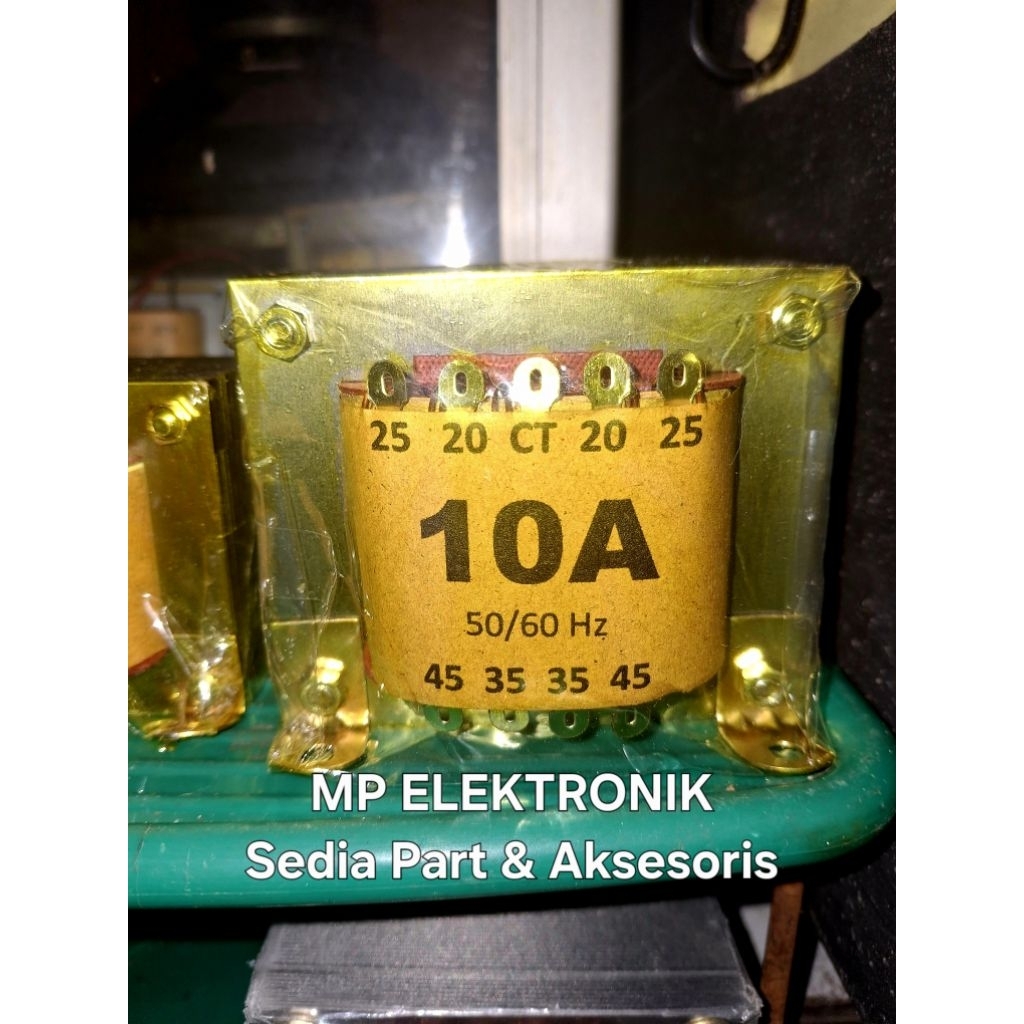 25 20 CT 20 25
10A
50/60 Hz
45 35 35 45
MP ELEKTRONIK
Sedia Part & Aksesoris